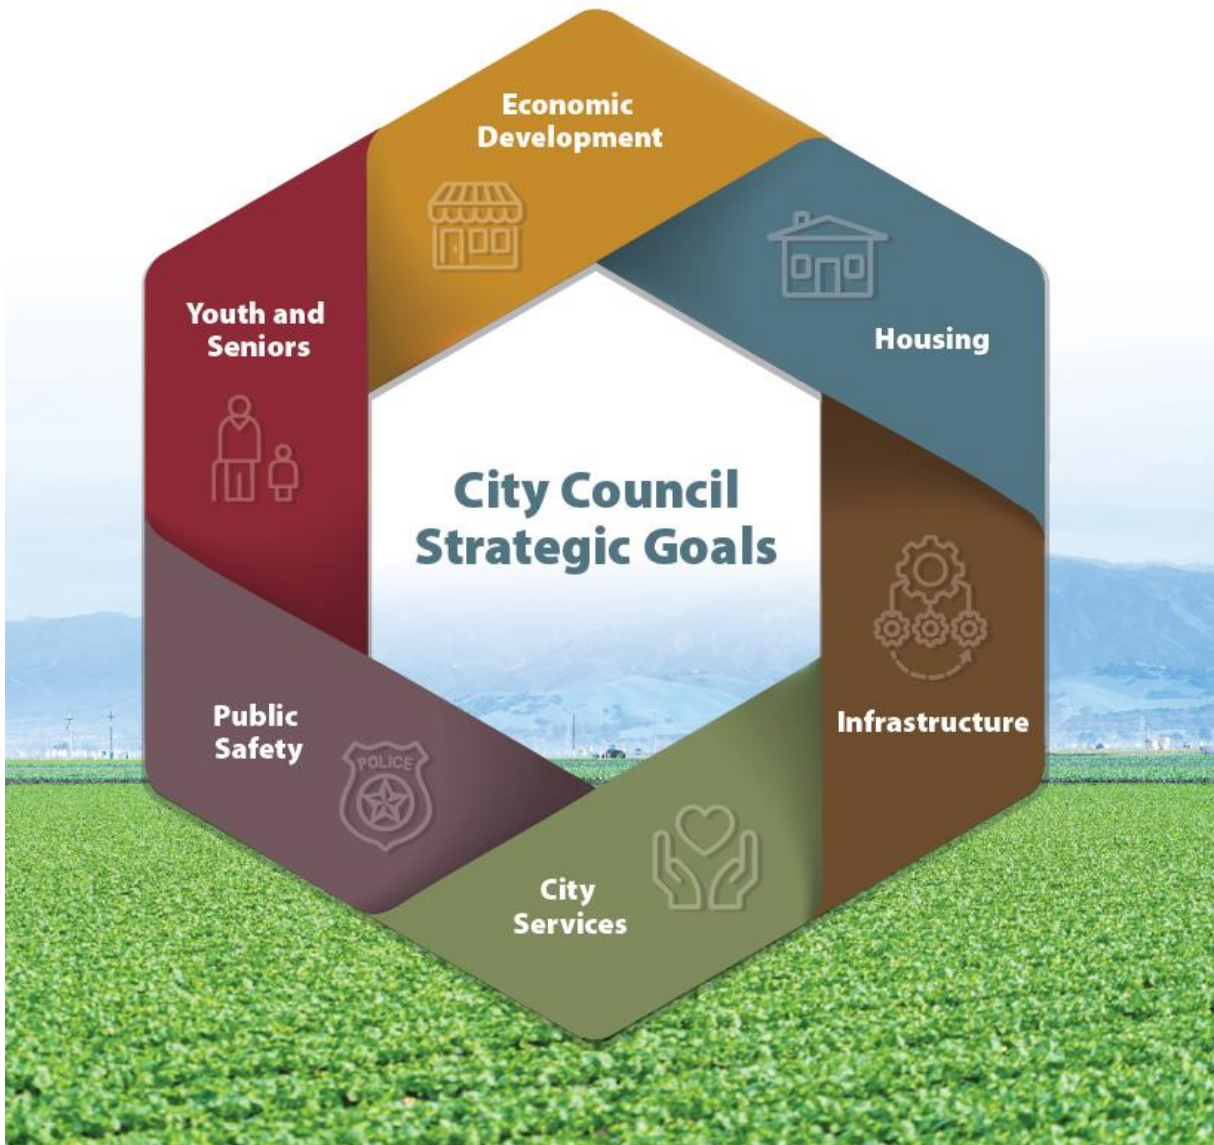 Economic
Development
Housing
Youth and
Seniors
City Council
Strategic Goals
Infrastructure
Public
Safety
POLICE
City
Services